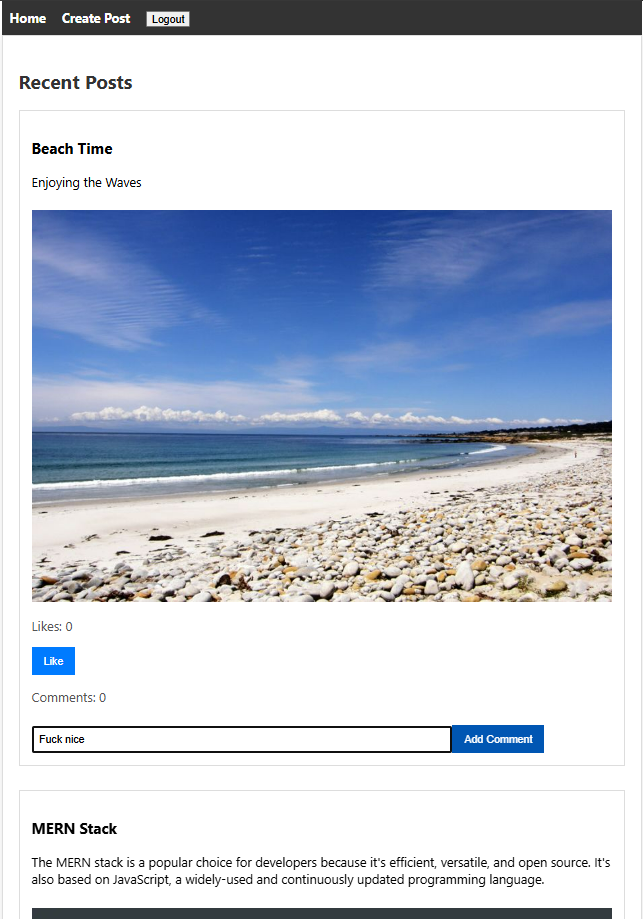 Home Create Post Logout
Recent Posts
Beach Time
Enjoying the Waves
Likes: 0
Like
Comments: 0
Fuck nice Add Comment
MERN Stack
The MERN stack is a popular choice for developers because it's efficient, versatile, and open source. It's
also based on JavaScript, a widely-used and continuously updated programming language.